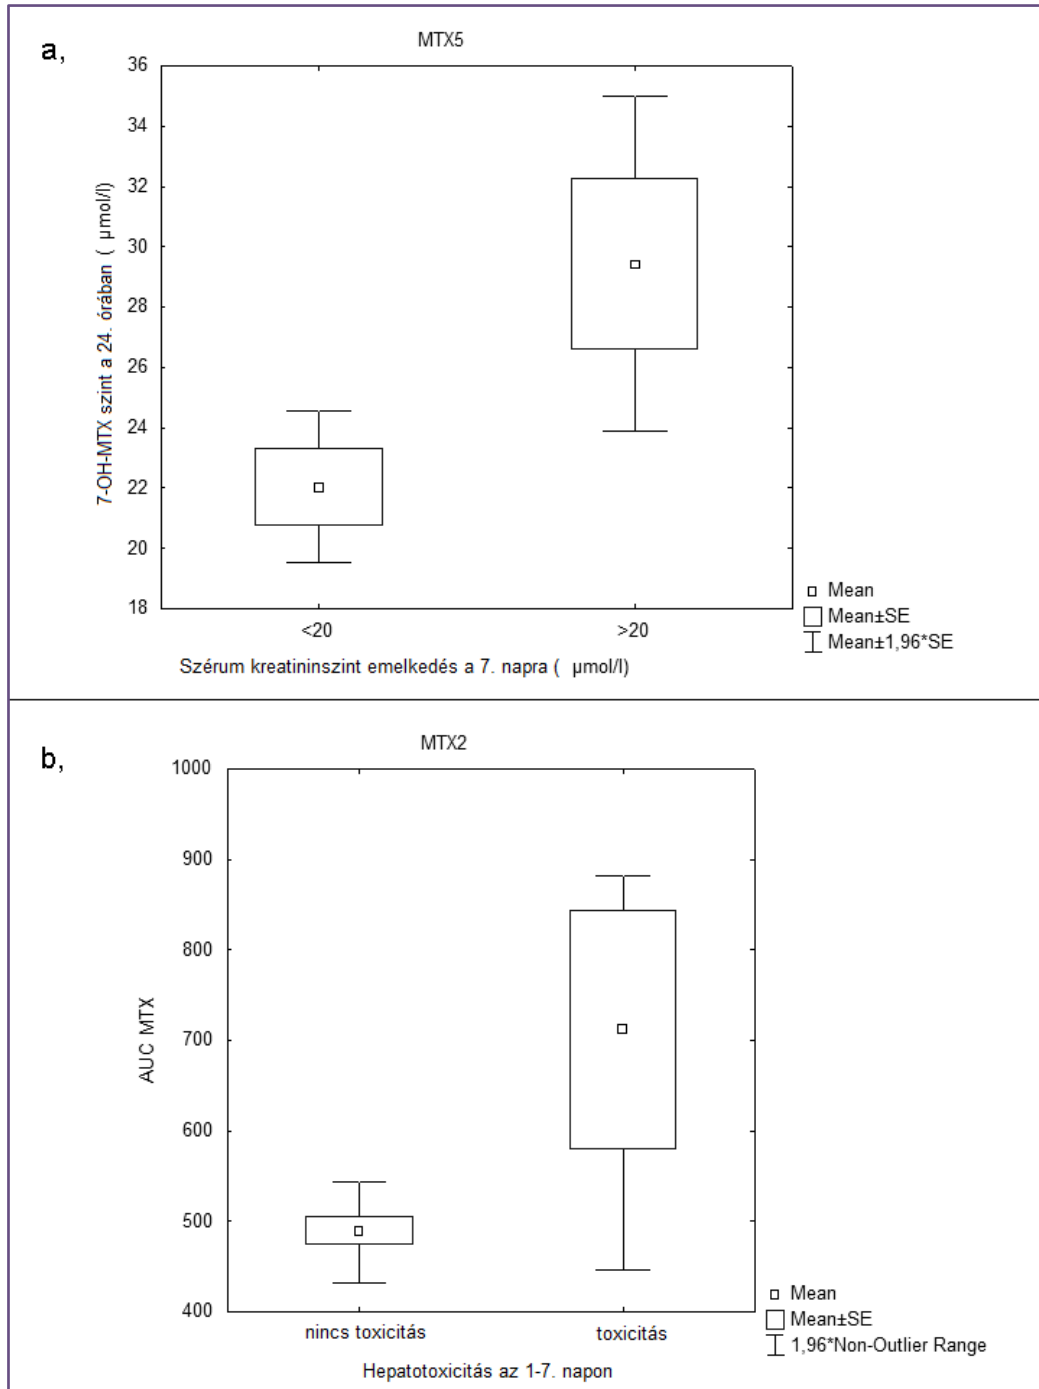 a,
MTX5
36
34
32
30
28
26
24
22
20
18
7-OH-MTX szint a 24. órában ( µmol/l)
<20
>20
Szérum kreatininszint emelkedés a 7. napra ( µmol/l)
Mean
Mean±SE
Mean±1,96*SE
b,
MTX2
1000
900
800
700
600
500
400
AUC MTX
nincs toxicitás
toxicitás
Hepatotoxicitás az 1-7. napon
Mean
Mean±SE
1,96*Non-Outlier Range